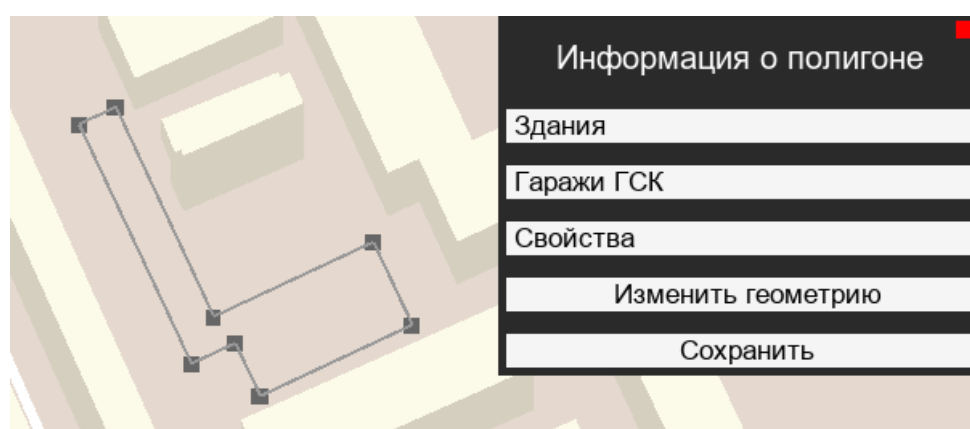 Информация о полигоне
Здания
Гаражи ГСК
Свойства
Изменить геометрию
Сохранить